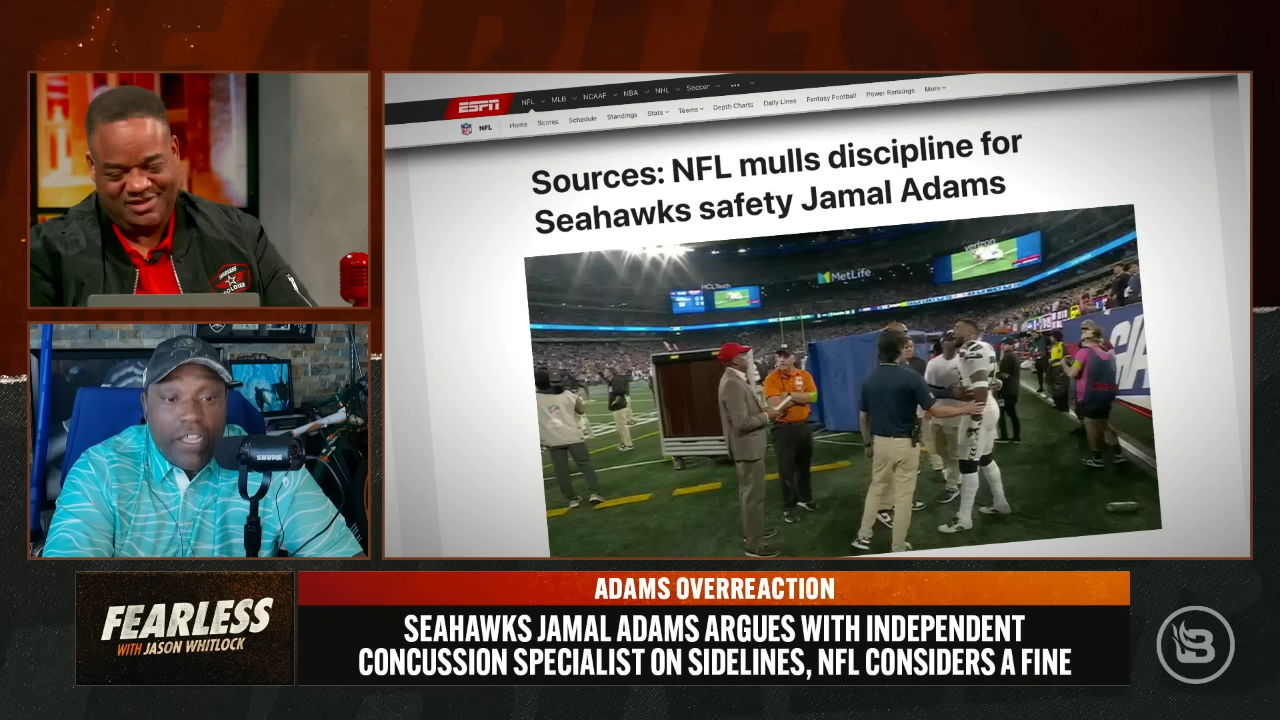 ESPN
NFL MLB NCAAF NBA NHL Soccer •••
NFL Home Scores Schedule Standings Stats Teams Depth Charts Daily Lines Fantasy Football Power Rankings More
Sources: NFL mulls discipline for
Seahawks safety Jamal Adams
verizon
MetLife
HCLTech
SHURE
ADAMS OVERREACTION
FEARLESS
WITH JASON WHITLOCK
SEAHAWKS JAMAL ADAMS ARGUES WITH INDEPENDENT
CONCUSSION SPECIALIST ON SIDELINES, NFL CONSIDERS A FINE
B